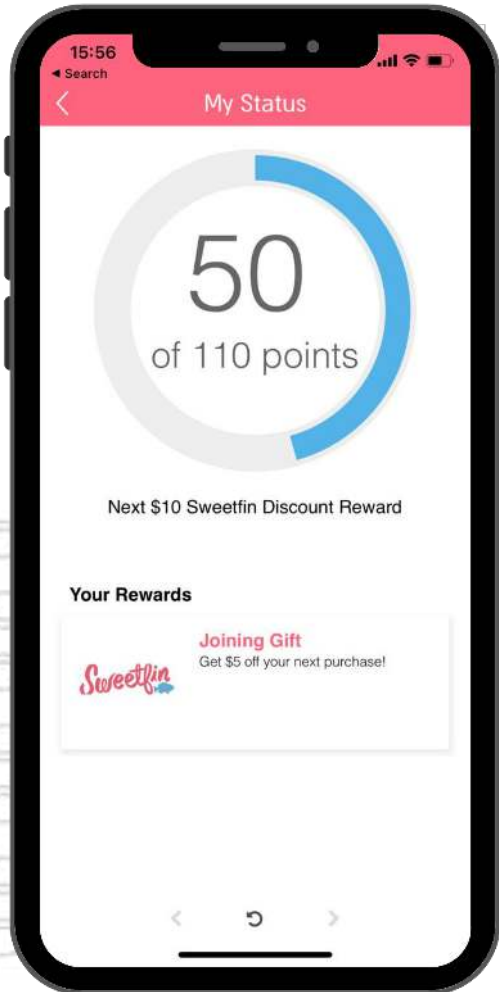 15:56
Search
My Status
50
of 110 points
Next $10 Sweetfin Discount Reward
Your Rewards
Joining Gift
Get $5 off your next purchase!
Sweetfin